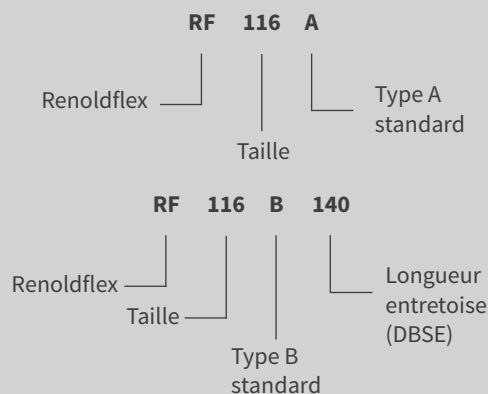 RF 116 A
Renoldflex
Type A
standard
Taille
RF 116 B 140
Renoldflex
Taille
Longueur
entretoise
(DBSE)
Type B
standard